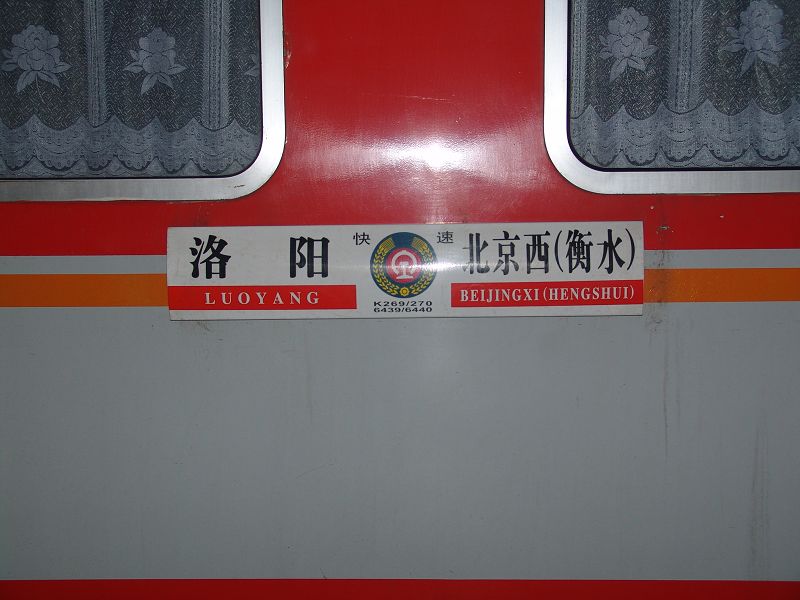 洛 阳
LUOYANG
快 速
K269/270
6439/6440
北京西(衡水)
BEIJINGXI(HENGSHUI)